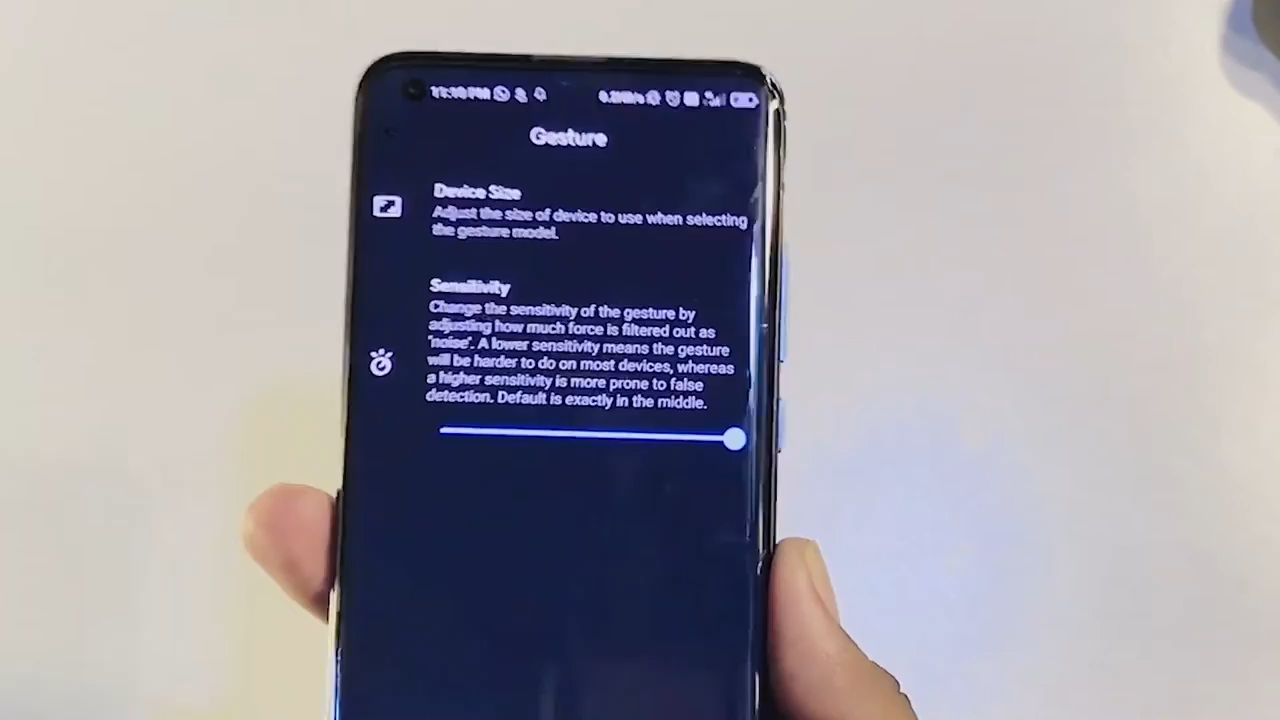 Gesture
Device Size
Adjust the size of device to use when selecting
the gesture model.
Sensitivity
Change the sensitivity of the gesture by
adjusting how much force is filtered out as
'noise'. A lower sensitivity means the gesture
will be harder to do on most devices, whereas
a higher sensitivity is more prone to false
detection. Default is exactly in the middle.